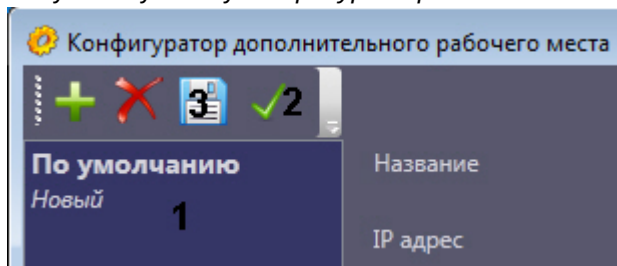 Конфигуратор дополнительного рабочего места
3 2
По умолчанию
Название
Новый
1
IP адрес